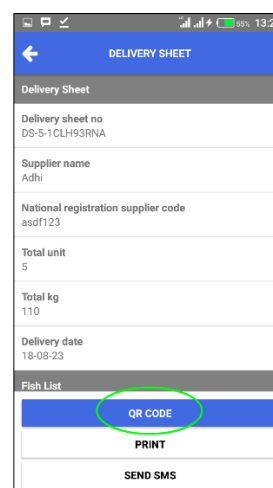 55% 13:2
DELIVERY SHEET
Delivery Sheet
Delivery sheet no
DS-5-1CLH93RNA
Supplier name
Adhi
National registration supplier code
asdf123
Total unit
5
Total kg
110
Delivery date
18-08-23
Fish List
QR CODE
PRINT
SEND SMS